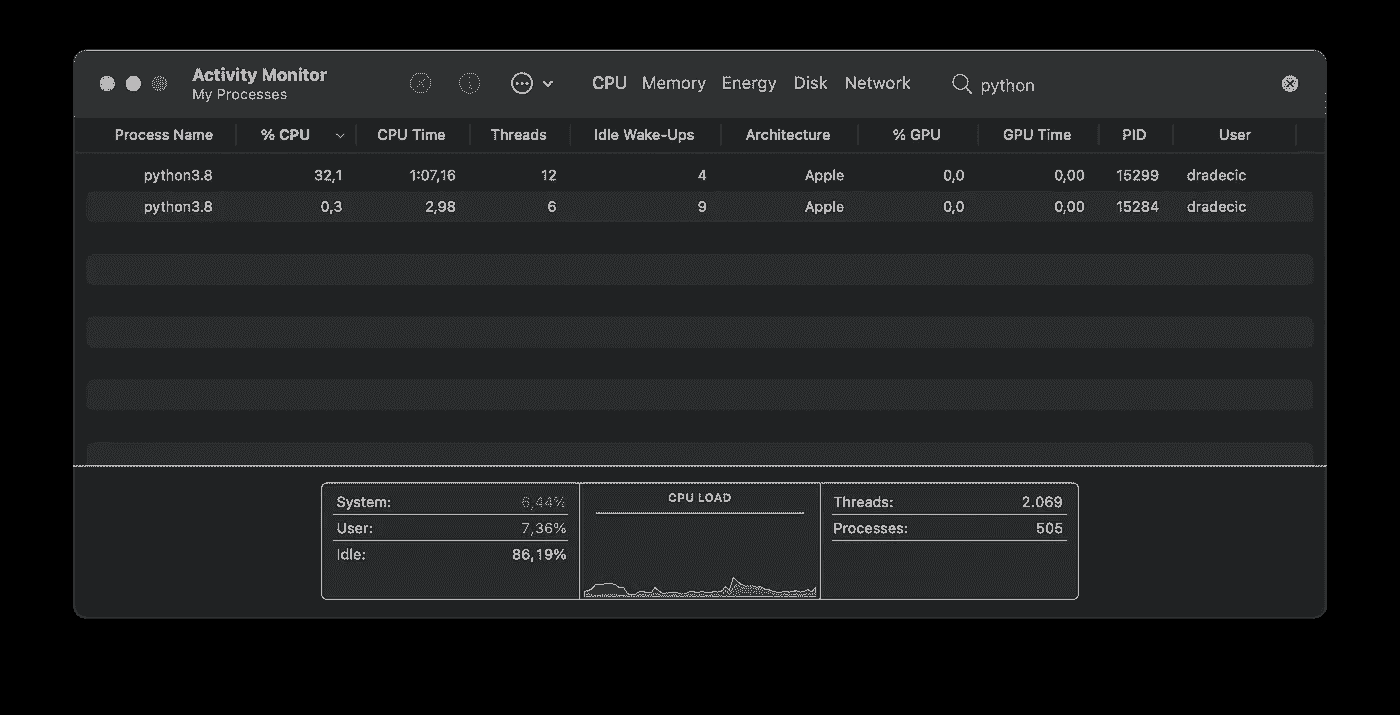 Activity Monitor
My Processes
CPU Memory Energy Disk Network python
Process Name % CPU CPU Time Threads Idle Wake-Ups Architecture % GPU GPU Time PID User
python3.8 32,1 1:07,16 12 4 Apple 0,0 0,00 15299 dradecic
python3.8 0,3 2,98 6 9 Apple 0,0 0,00 15284 dradecic
System: 6,44% CPU LOAD Threads: 2.069
User: 7,36% Processes: 505
Idle: 86,19%